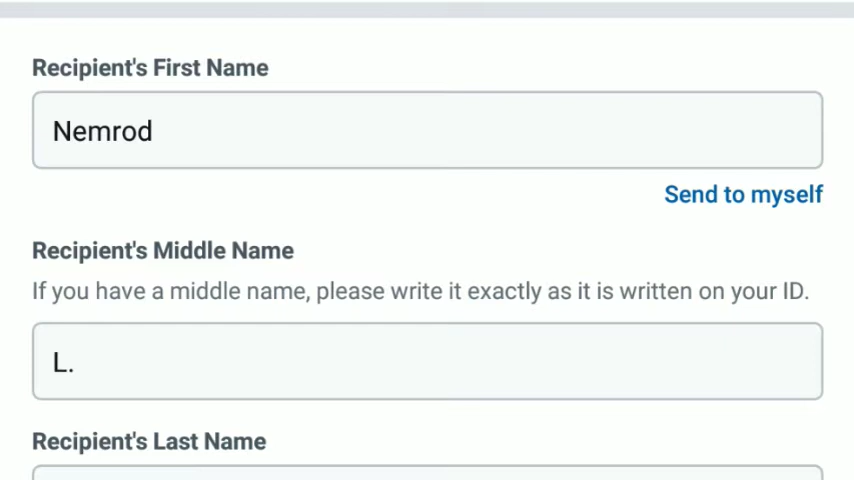 Recipient's First Name
Nemrod
Send to myself
Recipient's Middle Name
If you have a middle name, please write it exactly as it is written on your ID.
L.
Recipient's Last Name